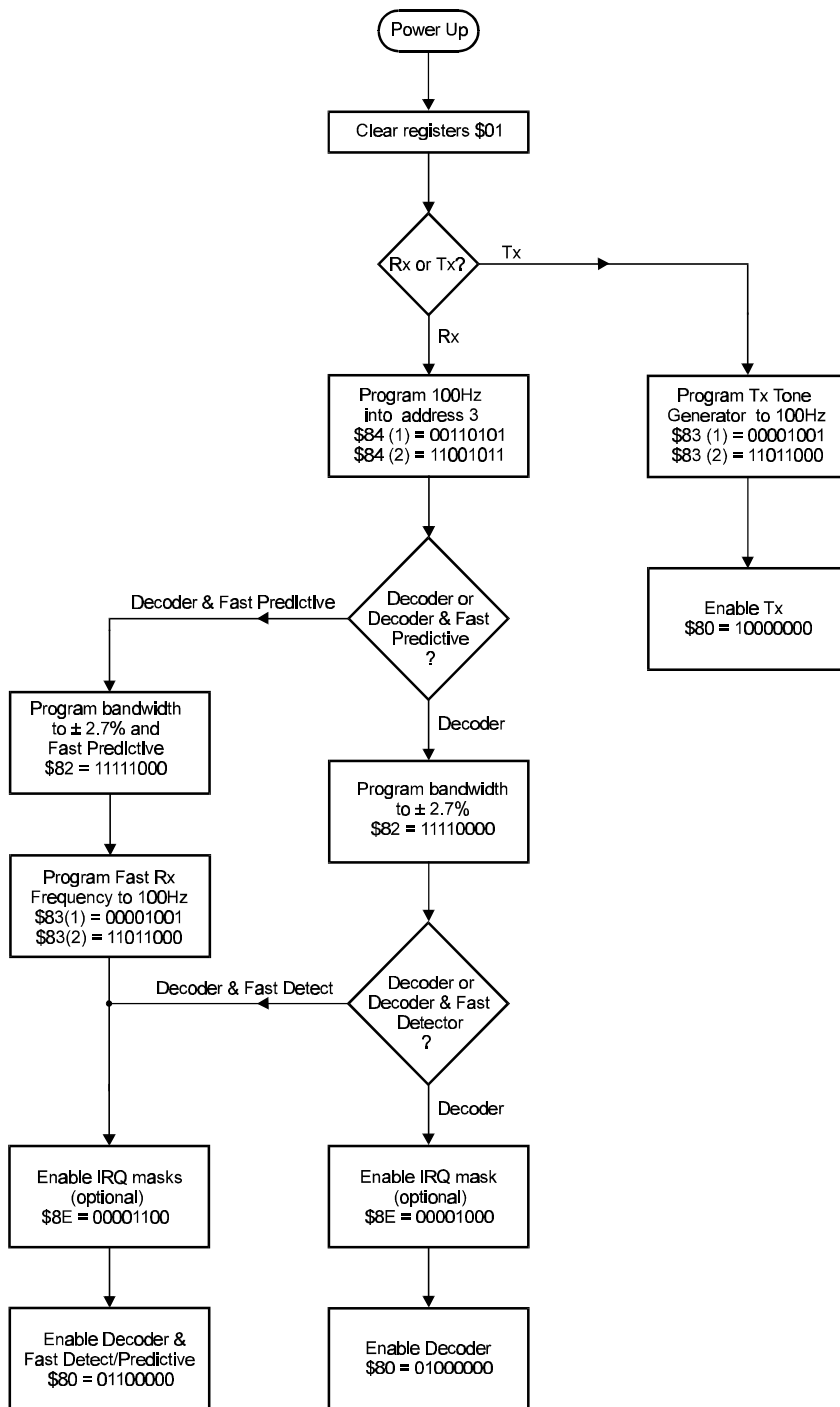 Power Up
Clear registers $01
Rx or Tx?
Tx
Rx
Program 100Hz
into address 3
$84 (1) = 00110101
$84 (2) = 11001011
Program Tx Tone
Generator to 100Hz
$83 (1) = 00001001
$83 (2) = 11011000
Decoder & Fast Predictive
Decoder or
Decoder & Fast
Predictive
?
Enable Tx
$80 = 10000000
Program bandwidth
to ± 2.7% and
Fast Predictive
$82 = 11111000
Decoder
Program bandwidth
to ± 2.7%
$82 = 11110000
Program Fast Rx
Frequency to 100Hz
$83(1) = 00001001
$83(2) = 11011000
Decoder & Fast Detect
Decoder or
Decoder & Fast
Detector
?
Decoder
Enable IRQ masks
(optional)
$8E = 00001100
Enable IRQ mask
(optional)
$8E = 00001000
Enable Decoder &
Fast Detect/Predictive
$80 = 01100000
Enable Decoder
$80 = 01000000